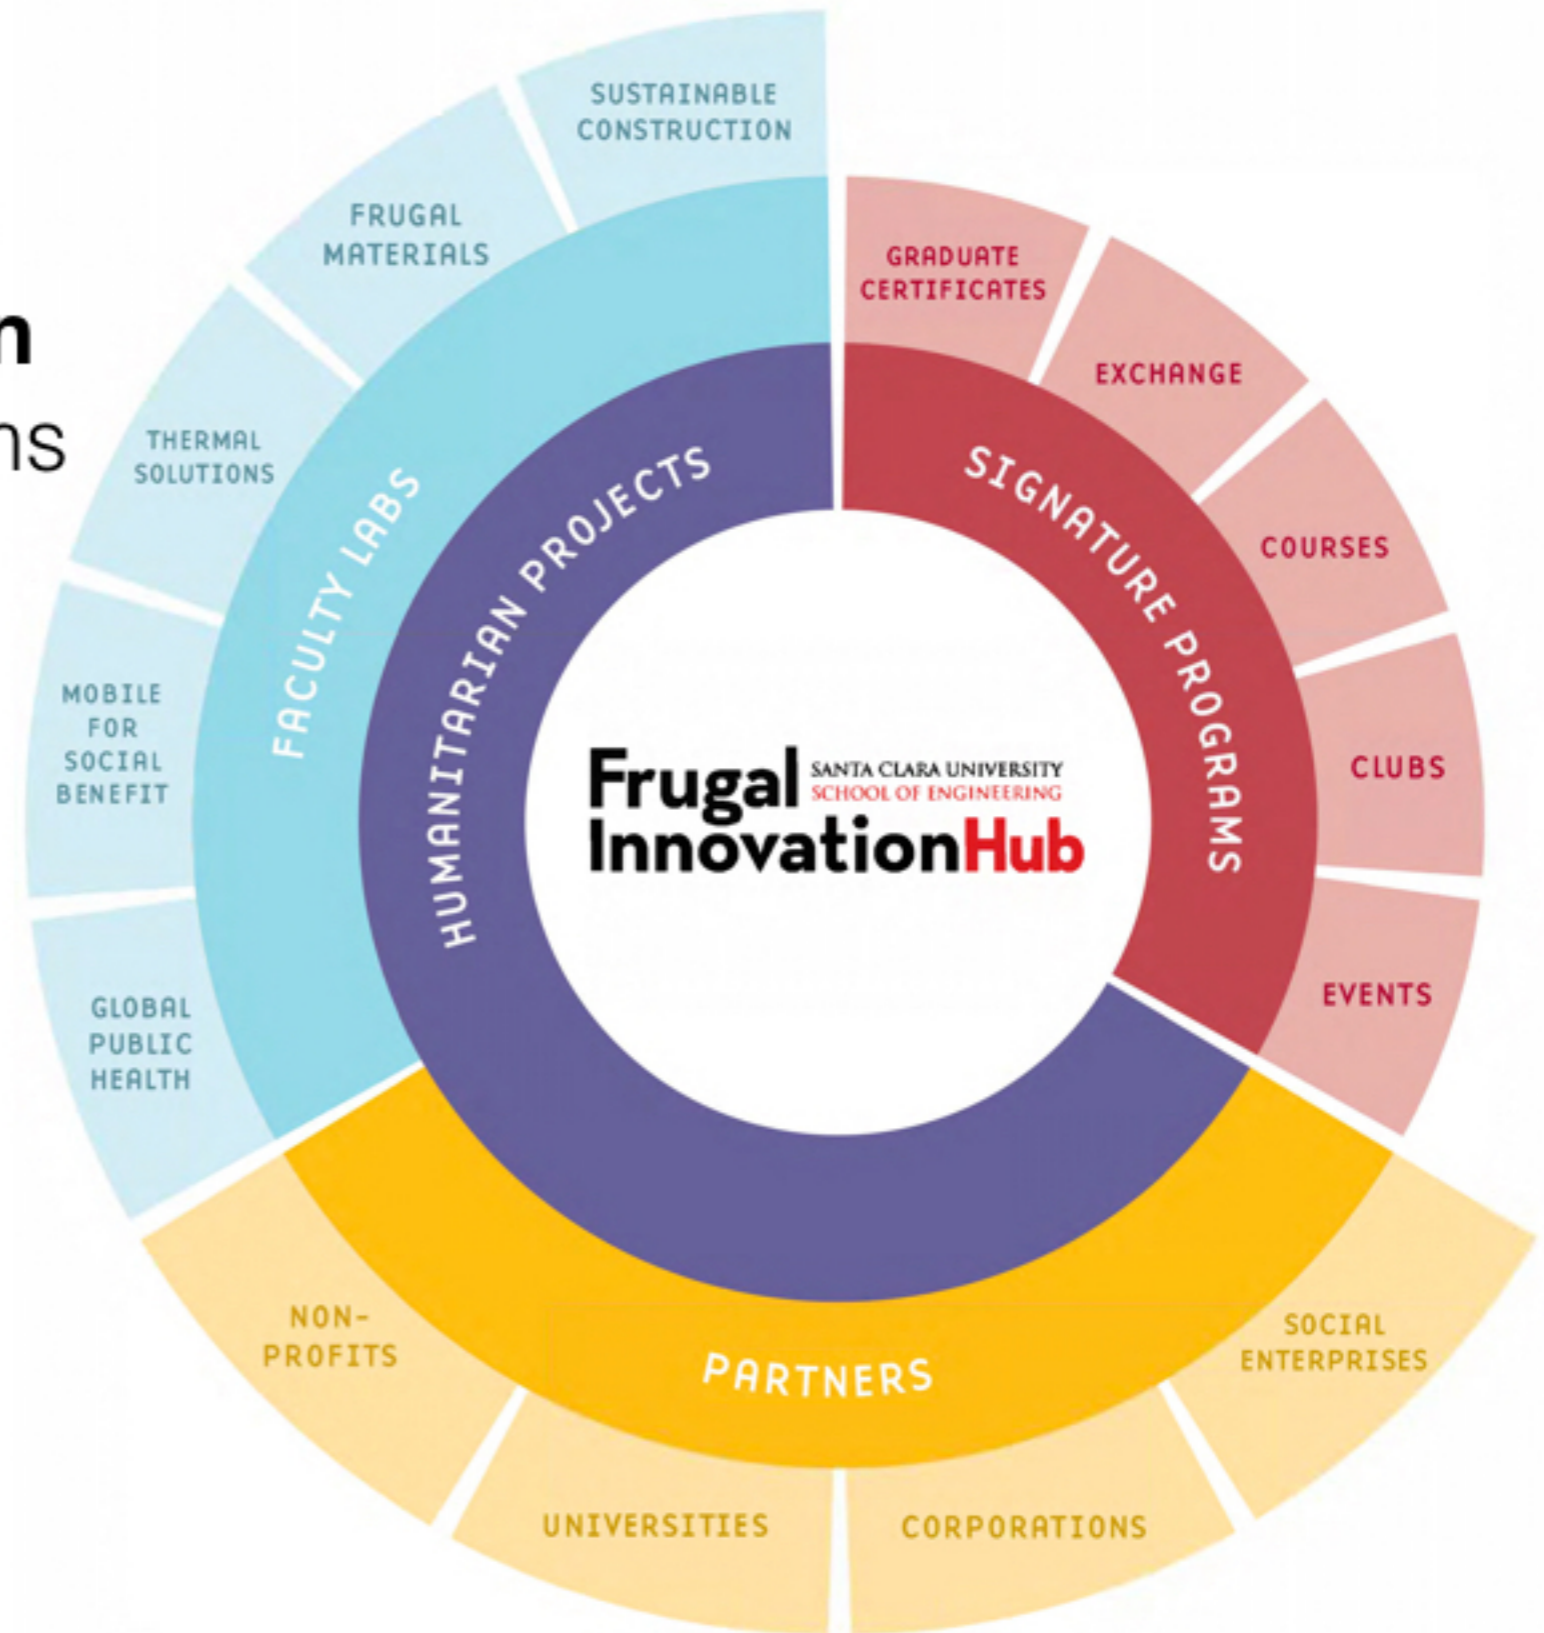 SUSTAINABLE
CONSTRUCTION
FRUGAL
MATERIALS
THERMAL
SOLUTIONS
MOBILE
FOR
SOCIAL
BENEFIT
GLOBAL
PUBLIC
HEALTH
FACULTY LABS
HUMANITARIAN PROJECTS
SIGNATURE PROGRAMS
GRADUATE
CERTIFICATES
EXCHANGE
COURSES
CLUBS
EVENTS
Frugal SANTA CLARA UNIVERSITY
SCHOOL OF ENGINEERING
InnovationHub
PARTNERS
NON-
PROFITS
UNIVERSITIES
CORPORATIONS
SOCIAL
ENTERPRISES